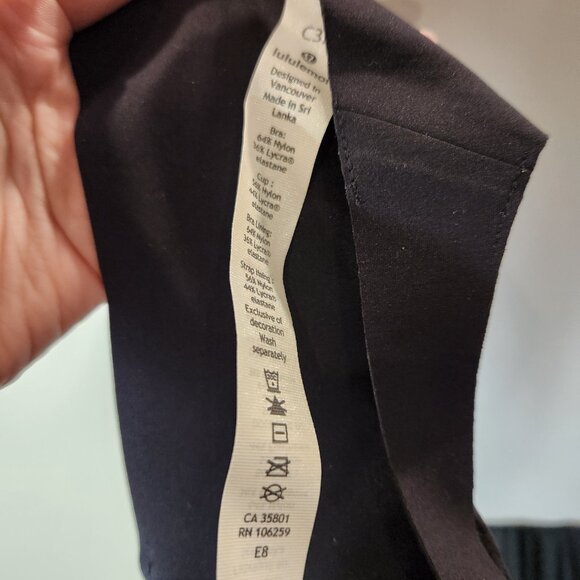 C3
lululemon
Designed in
Vancouver
Made in Sri
Lanka
Bra:
64% Nylon
36% Lycra®
elastane
Cup :
56% Nylon
44% Lycra®
elastane
Bra Lining:
64% Nylon
36% Lycra®
elastane
Strap lining :
56% Nylon
44% Lycra®
elastane
Exclusive of
decoration
Wash
separately
CA 35801
RN 106259
E8